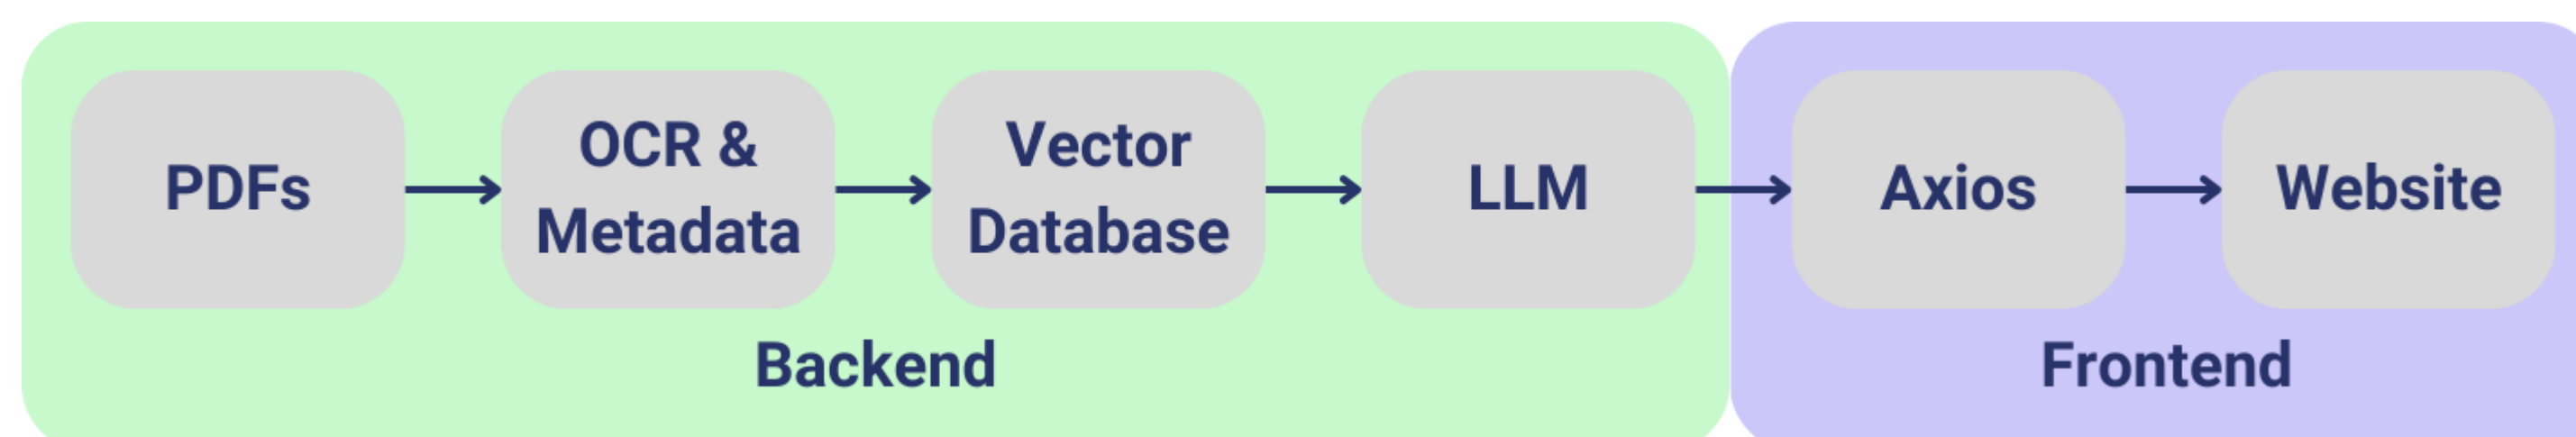 PDFs
OCR &
Metadata
Vector
Database
LLM
Axios
Website
Backend
Frontend